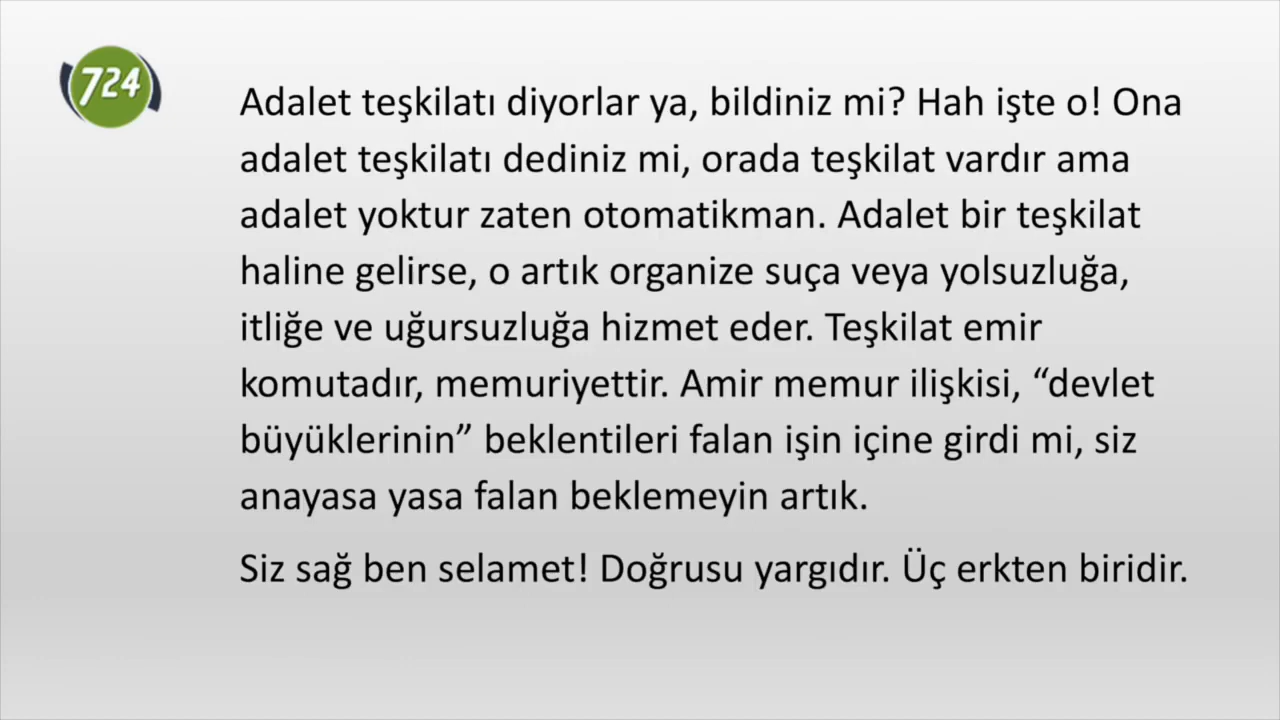 724
Adalet teşkilatı diyorlar ya, bildiniz mi? Hah işte o! Ona
adalet teşkilatı dediniz mi, orada teşkilat vardır ama
adalet yoktur zaten otomatikman. Adalet bir teşkilat
haline gelirse, o artık organize suça veya yolsuzluğa,
itliğe ve uğursuzluğa hizmet eder. Teşkilat emir
komutadır, memuriyettir. Amir memur ilişkisi, “devlet
büyüklerinin” beklentileri falan işin içine girdi mi, siz
anayasa yasa falan beklemeyin artık.
Siz sağ ben selamet! Doğrusu yargıdır. Üç erkten biridir.